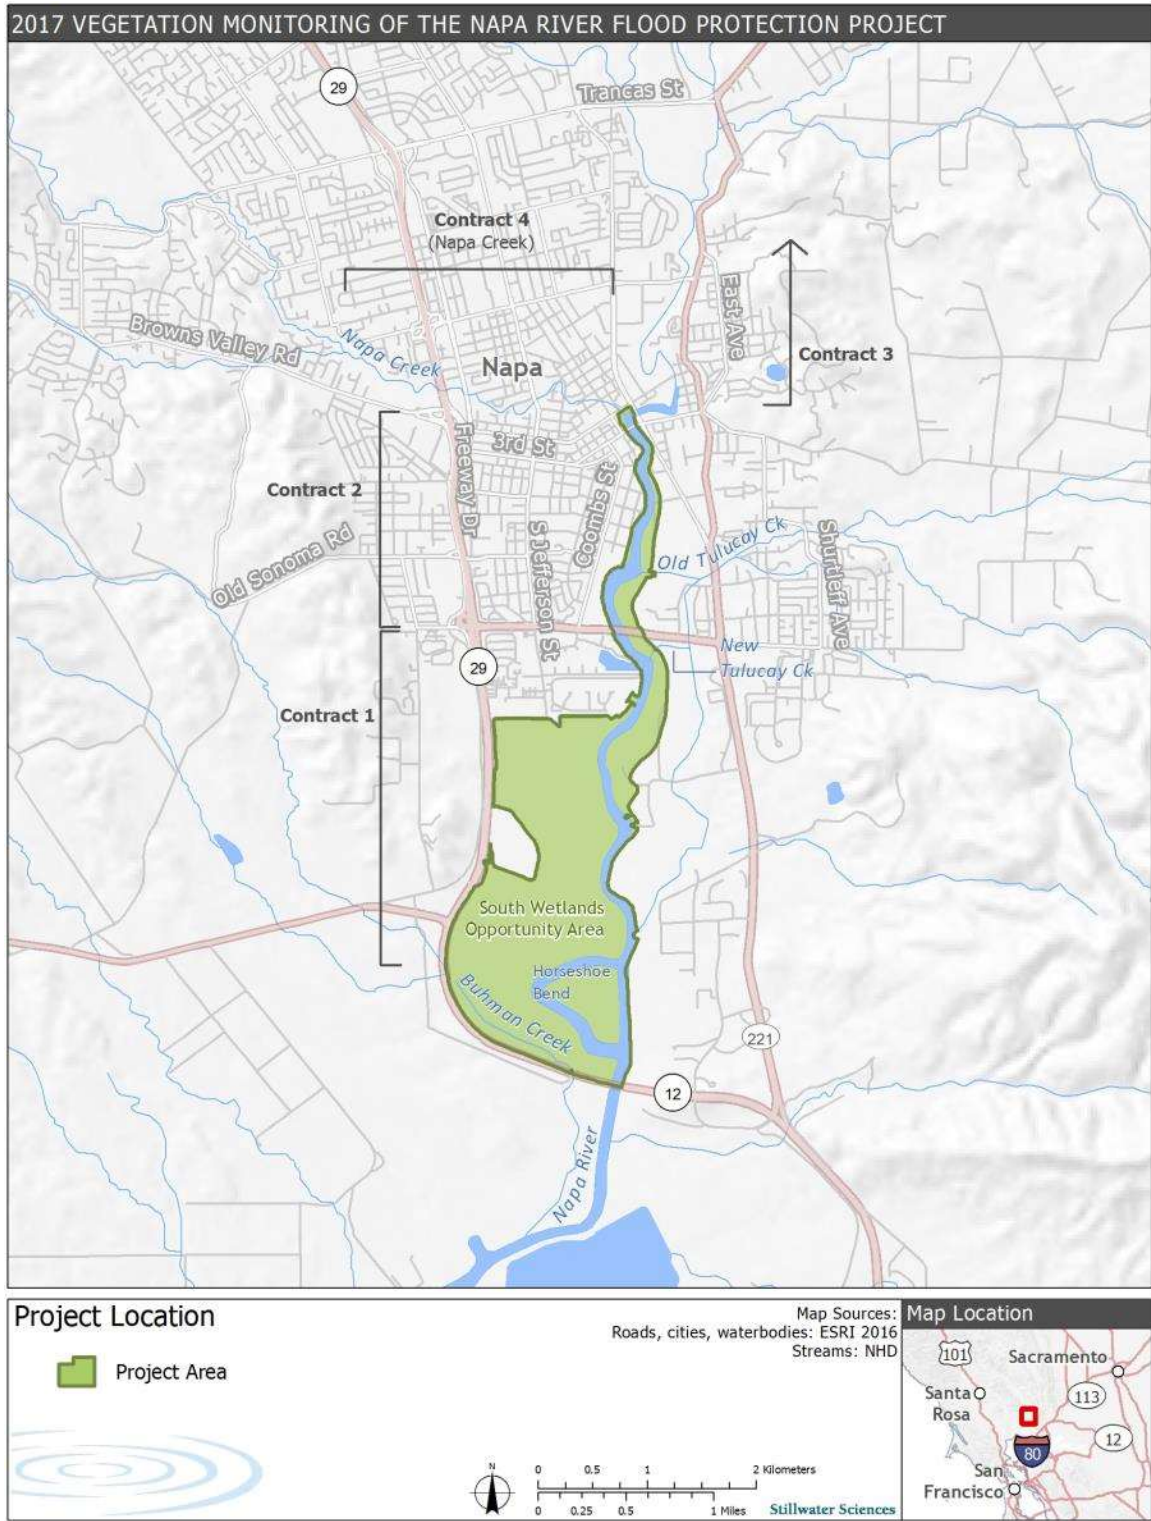 2017 VEGETATION MONITORING OF THE NAPA RIVER FLOOD PROTECTION PROJECT
29
Trancas St
Contract 4
(Napa Creek)
East Ave
Browns Valley Rd
Napa Creek
Contract 3
Napa
Freeway Dr
3rd St
Contract 2
Coombs St
S Jefferson St
Old Tulucay Ck
Shurtleff Ave
Old Sonoma Rd
New
Tulucay Ck
29
Contract 1
South Wetlands
Opportunity Area
Horseshoe
Bend
Buhman Creek
221
12
Napa River
Project Location
Project Area
Map Sources:
Roads, cities, waterbodies: ESRI 2016
Streams: NHD
N
0 0.5 1 2 Kilometers
0 0.25 0.5 1 Miles
Stillwater Sciences
Map Location
101
Sacramento
Santa
Rosa
113
12
80
San
Francisco